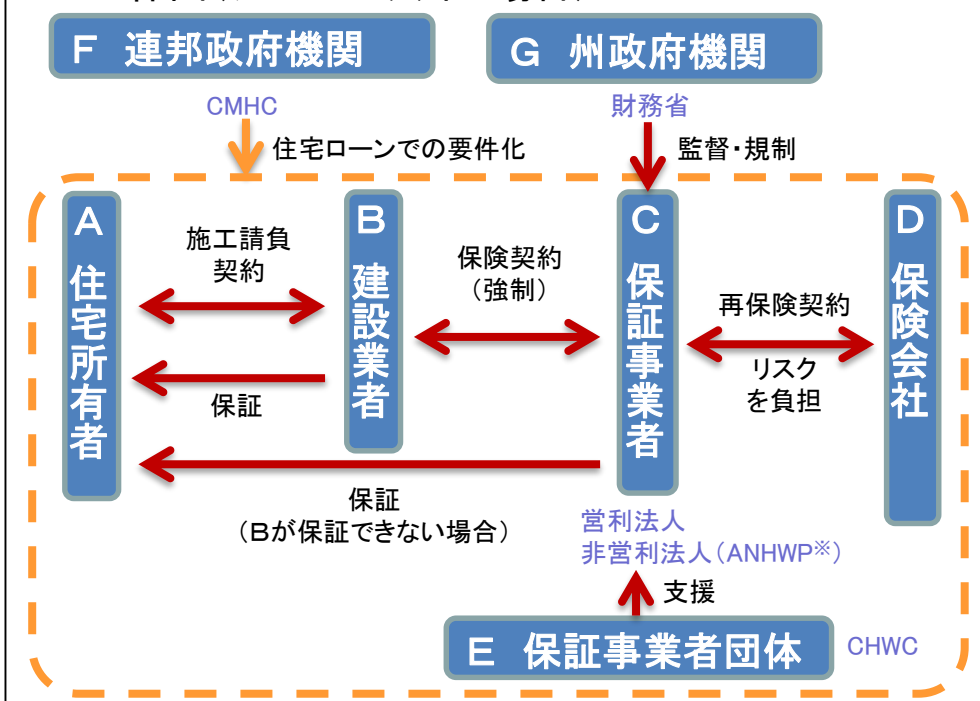 F 連邦政府機関
G 州政府機関
CMHC
財務省
住宅ローンでの要件化
監督・規制
A 住宅所有者
施工請負
契約
B 建設業者
保険契約
（強制）
C 保証事業者
再保険契約
リスク
を負担
D 保険会社
保証
保証
（Bが保証できない場合）
営利法人
非営利法人（ANHWP※）
支援
E 保証事業者団体
CHWC